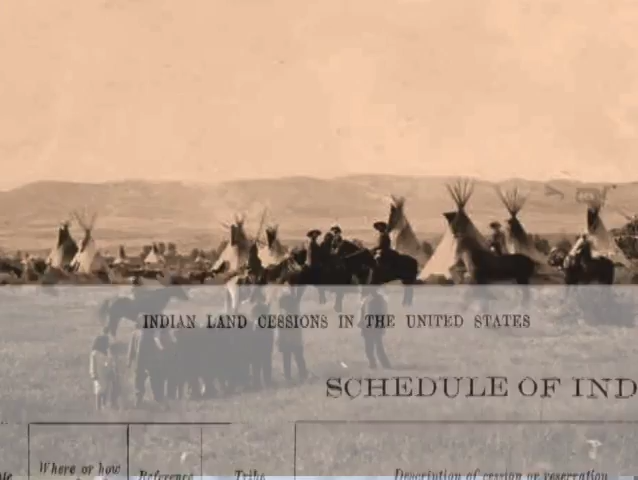 INDIAN LAND CESSIONS IN THE UNITED STATES
SCHEDULE OF IND
Where or how Reference Tribe Description of cession or reservation